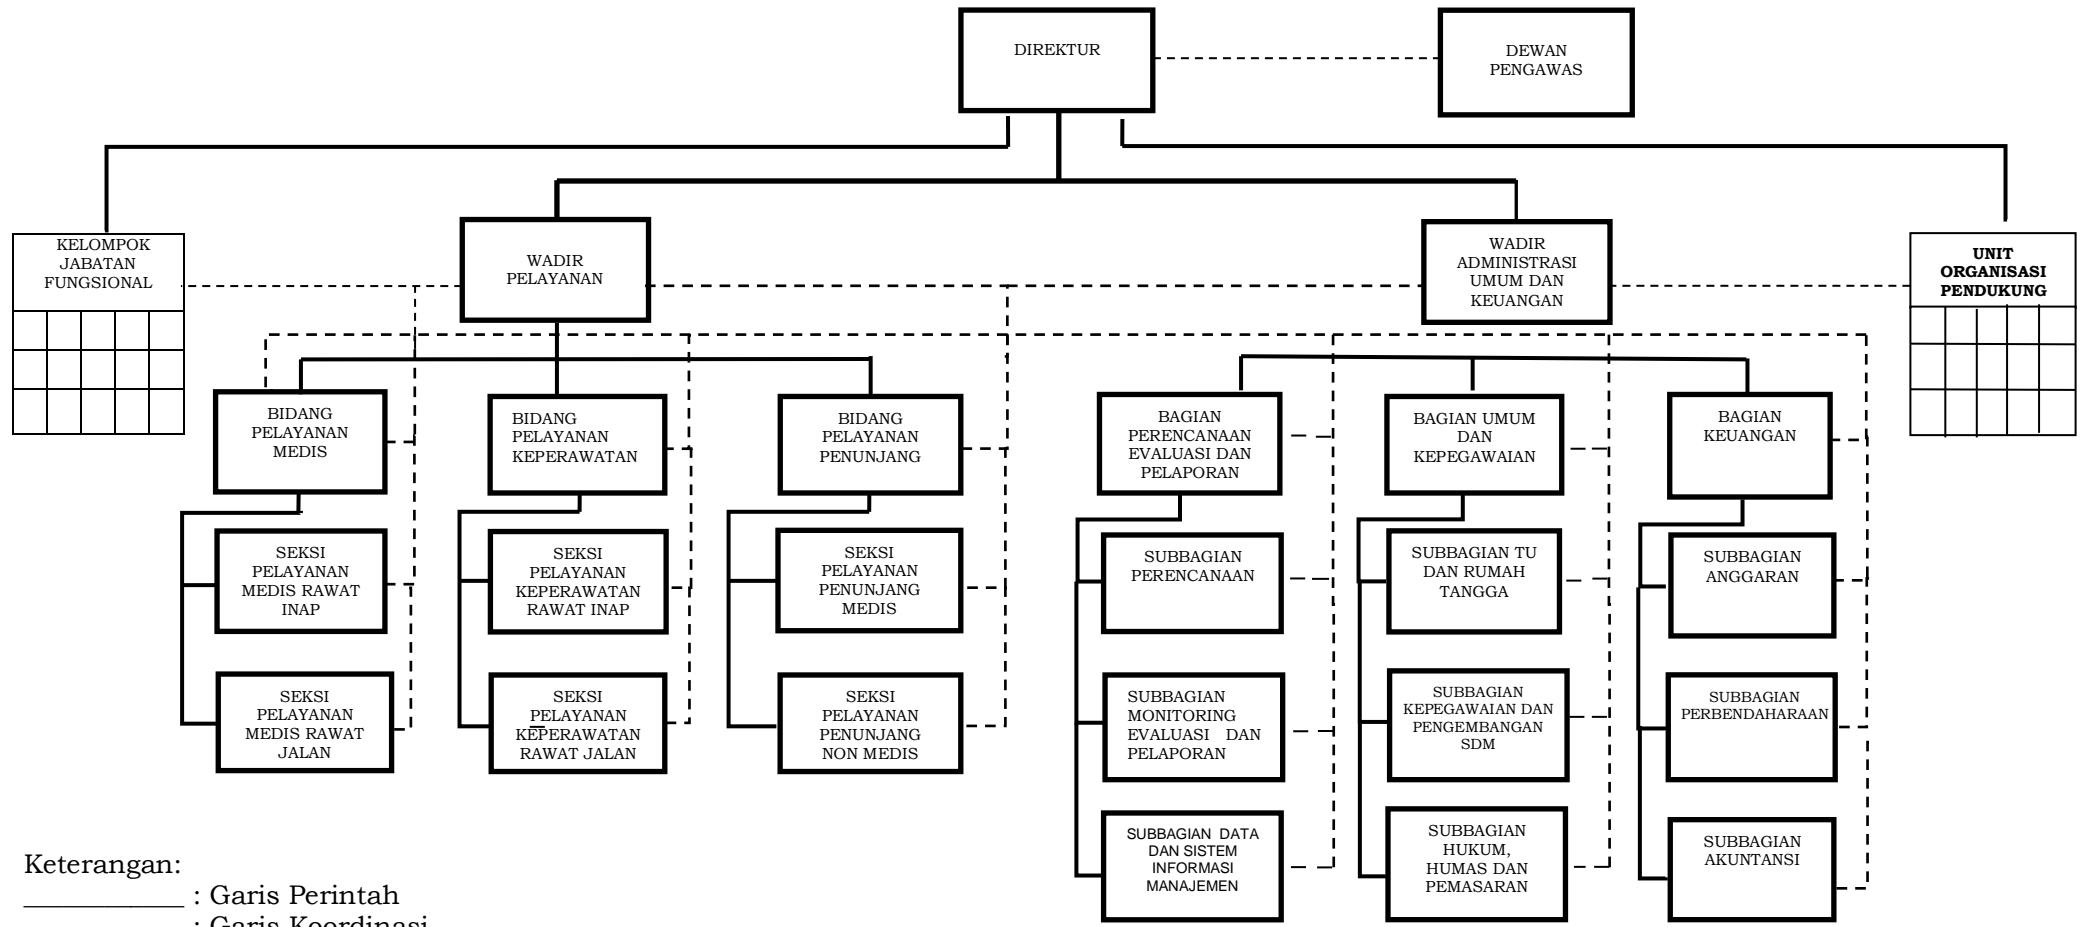 DIREKTUR
DEWAN
PENGAWAS
KELOMPOK
JABATAN
FUNGSIONAL
WADIR
PELAYANAN
WADIR
ADMINISTRASI
UMUM DAN
KEUANGAN
UNIT
ORGANISASI
PENDUKUNG
BIDANG
PELAYANAN
MEDIS
BIDANG
PELAYANAN
KEPERAWATAN
BIDANG
PELAYANAN
PENUNJANG
BAGIAN
PERENCANAAN
EVALUASI DAN
PELAPORAN
BAGIAN UMUM
DAN
KEPEGAWAIAN
BAGIAN
KEUANGAN
SEKSI
PELAYANAN
MEDIS RAWAT
INAP
SEKSI
PELAYANAN
KEPERAWATAN
RAWAT INAP
SEKSI
PELAYANAN
PENUNJANG
MEDIS
SUBBAGIAN
PERENCANAAN
SUBBAGIAN TU
DAN RUMAH
TANGGA
SUBBAGIAN
ANGGARAN
SEKSI
PELAYANAN
MEDIS RAWAT
JALAN
SEKSI
PELAYANAN
KEPERAWATAN
RAWAT JALAN
SEKSI
PELAYANAN
PENUNJANG
NON MEDIS
SUBBAGIAN
MONITORING
EVALUASI DAN
PELAPORAN
SUBBAGIAN
KEPEGAWAIAN DAN
PENGEMBANGAN
SDM
SUBBAGIAN
PERBENDAHARAAN
SUBBAGIAN DATA
DAN SISTEM
INFORMASI
MANAJEMEN
SUBBAGIAN
HUKUM,
HUMAS DAN
PEMASARAN
SUBBAGIAN
AKUNTANSI
Keterangan:
____________ : Garis Perintah
: Garis Koordinasi